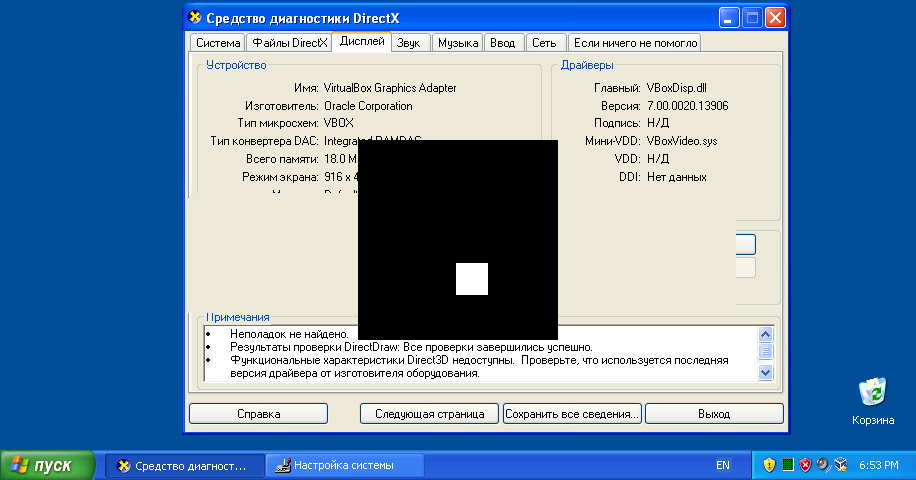 Средство диагностики DirectX
Система
Файлы DirectX
Дисплей
Звук
Музыка
Ввод
Сеть
Если ничего не помогло
Устройство
Имя: VirtualBox Graphics Adapter
Изготовитель: Oracle Corporation
Тип микросхем: VBOX
Тип конвертера DAC: Integrated RAMDAC
Всего памяти: 18.0 M
Режим экрана: 916 x 4
Драйверы
Главный: VBoxDisp.dll
Версия: 7.00.0020.13906
Подпись: Н/Д
Мини-VDD: VBoxVideo.sys
VDD: Н/Д
DDI: Нет данных
Примечания
• Неполадок не найдено.
• Результаты проверки DirectDraw: Все проверки завершились успешно.
• Функциональные характеристики Direct3D недоступны. Проверьте, что используется последняя
версия драйвера от изготовителя оборудования.
Справка
Следующая страница
Сохранить все сведения...
Выход
Корзина
пуск
Средство диагност...
Настройка системы
EN
6:53 PM